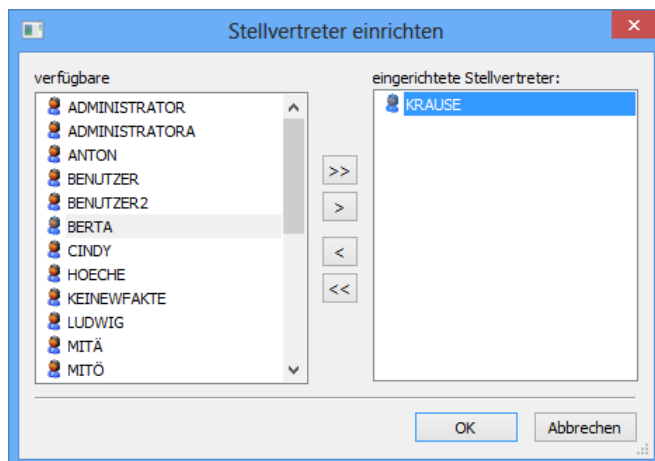 Stellvertreter einrichten
verfügbare
ADMINISTRATOR
ADMINISTRATORA
ANTON
BENUTZER
BENUTZER2
BERTA
CINDY
HOECHE
KEINEWFAKTE
LUDWIG
MITÄ
MITÖ
>>
>
<
<<
eingerichtete Stellvertreter:
KRAUSE
OK
Abbrechen